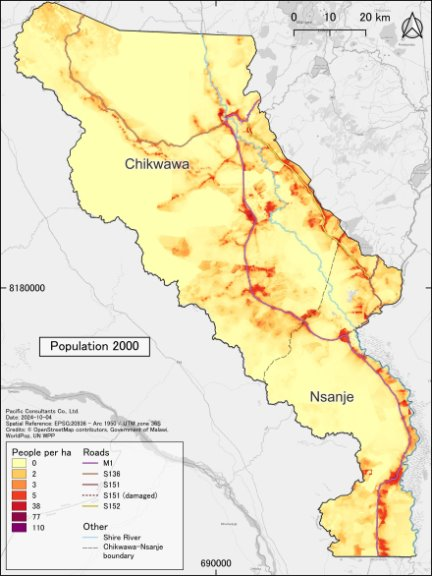 0 10 20 km
Chikwawa
8180000
Population 2000
Nsanje
Pacific Consultants Co., Ltd.
Date: 2024-10-04
Spatial Reference: EPSG:20936 - Arc 1950 / UTM zone 36S
Credits: © OpenStreetMap contributors, Government of Malawi,
WorldPop, UN WPP
People per ha
0
2
3
5
38
77
110
Roads
M1
S136
S151
S151 (damaged)
S152
Other
Shire River
Chikwawa-Nsanje
boundary
690000